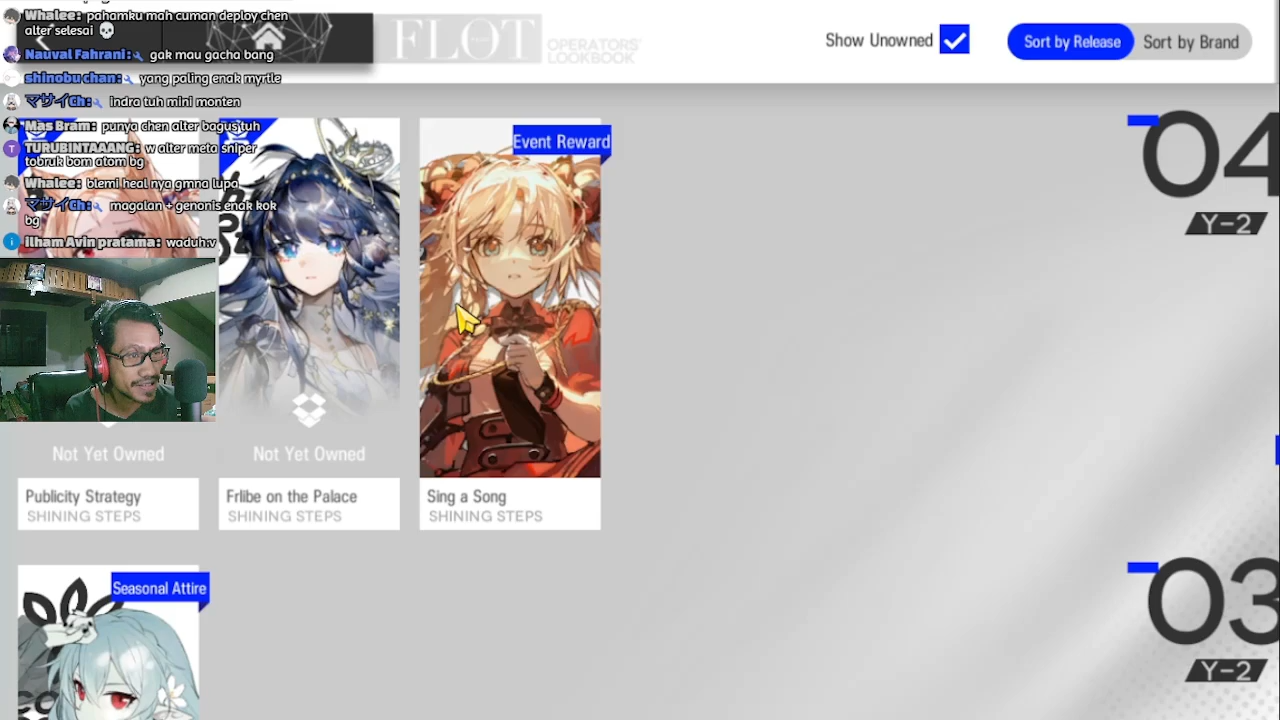 Whalee: pahamku mah cuman deploy chen
alter selesai 💀
Nauval Fahrani: gak mau gacha bang
shinobu chan: yang paling enak myrtle
マサイCh: indra tuh mini monten
Mas Bram: punya chen alter bagus tuh
TURUBINTAAANG: w alter meta sniper
tobruk bom atom bg
Whalee: blemi heal nya gmna lupa
マサイCh: magalan + genonis enak kok
bg
ilham Avin pratama: waduh:v
FLOT
OPERATORS'
LOOKBOOK
Show Unowned
Sort by Release
Sort by Brand
Event Reward
04
Y-2
Not Yet Owned
Not Yet Owned
Publicity Strategy
SHINING STEPS
Frlibe on the Palace
SHINING STEPS
Sing a Song
SHINING STEPS
Seasonal Attire
03
Y-2